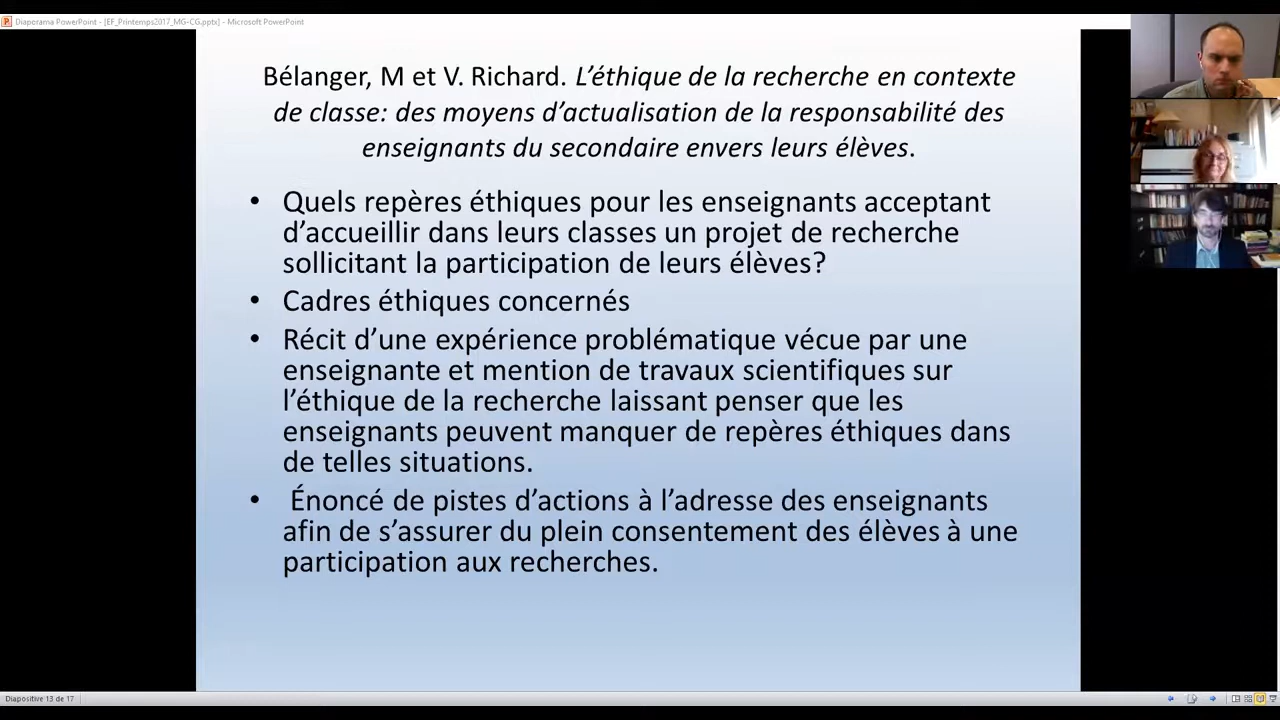 Diaporama PowerPoint - [EF_Printemps2017_MG-CG.pptx] - Microsoft PowerPoint
Bélanger, M et V. Richard. L’éthique de la recherche en contexte
de classe: des moyens d’actualisation de la responsabilité des
enseignants du secondaire envers leurs élèves.
• Quels repères éthiques pour les enseignants acceptant
d’accueillir dans leurs classes un projet de recherche
sollicitant la participation de leurs élèves?
• Cadres éthiques concernés
• Récit d’une expérience problématique vécue par une
enseignante et mention de travaux scientifiques sur
l’éthique de la recherche laissant penser que les
enseignants peuvent manquer de repères éthiques dans
de telles situations.
• Énoncé de pistes d’actions à l’adresse des enseignants
afin de s’assurer du plein consentement des élèves à une
participation aux recherches.
Diapositive 13 de 17